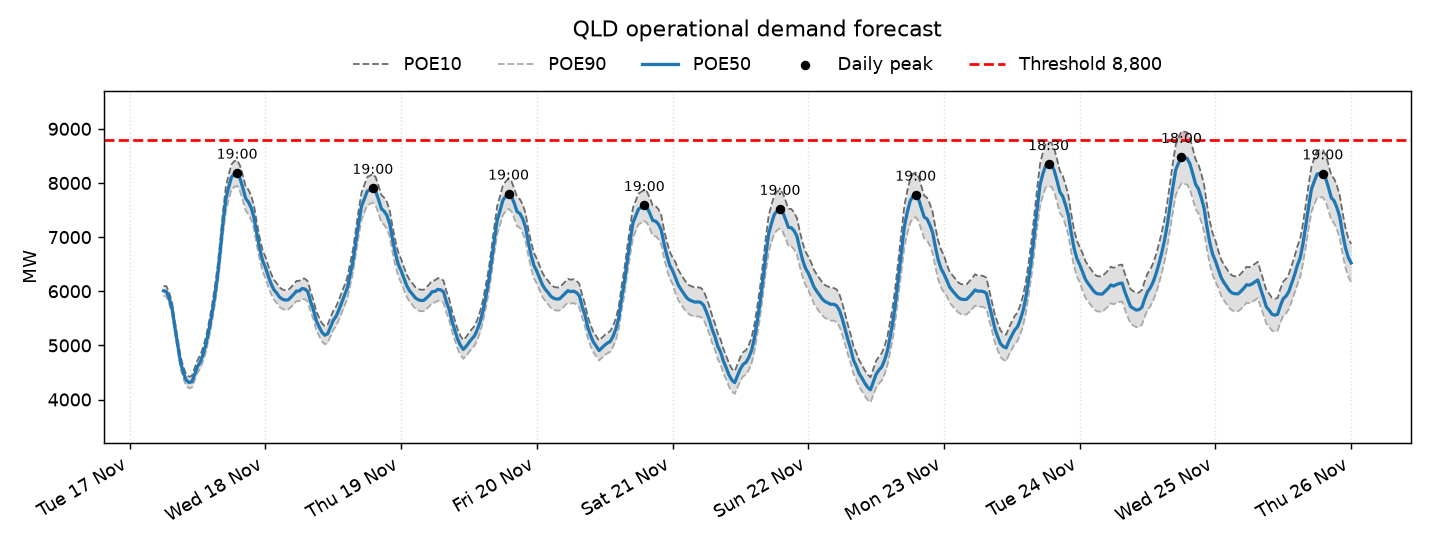 QLD operational demand forecast
POE10 POE90 POE50 Daily peak Threshold 8,800
MW
9000
8000
7000
6000
5000
4000
19:00
19:00
19:00
19:00
19:00
19:00
18:30
18:00
19:00
Tue 17 Nov
Wed 18 Nov
Thu 19 Nov
Fri 20 Nov
Sat 21 Nov
Sun 22 Nov
Mon 23 Nov
Tue 24 Nov
Wed 25 Nov
Thu 26 Nov